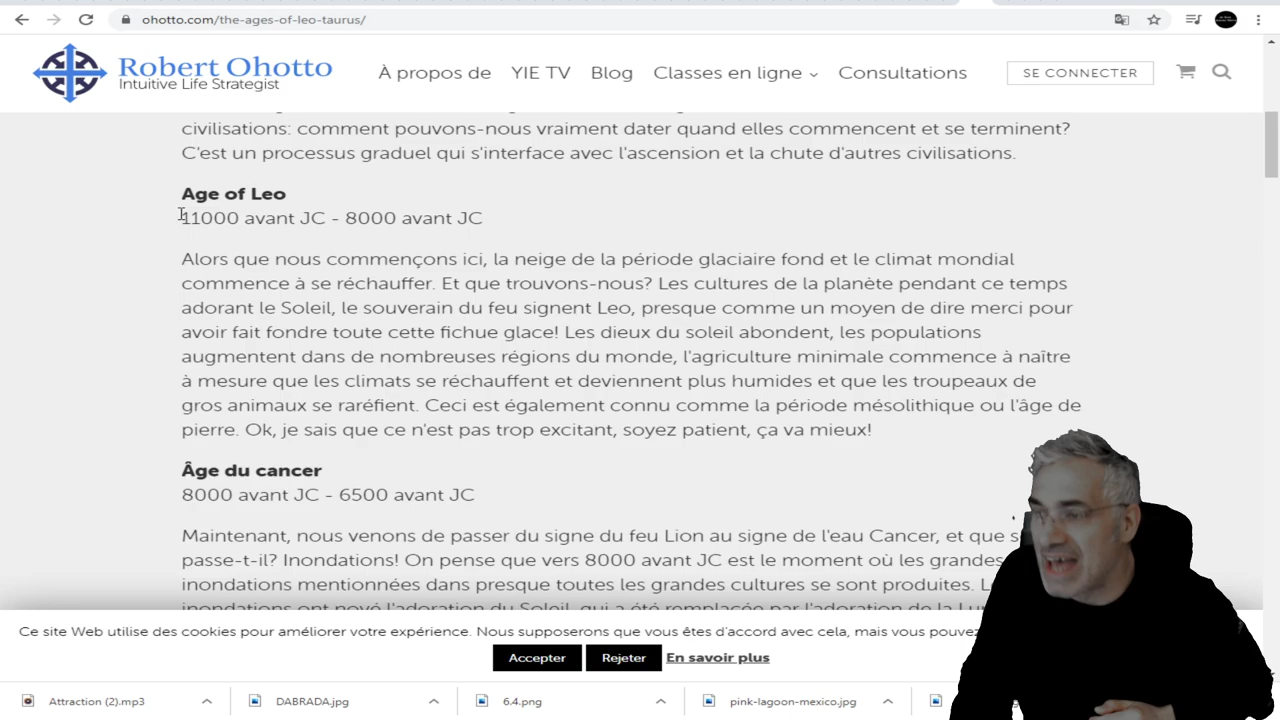 ohotto.com/the-ages-of-leo-taurus/
Robert Ohotto
Intuitive Life Strategist
À propos de YIE TV Blog Classes en ligne Consultations SE CONNECTER
civilisations: comment pouvons-nous vraiment dater quand elles commencent et se terminent?
C'est un processus graduel qui s'interface avec l'ascension et la chute d'autres civilisations.
Age of Leo
11000 avant JC - 8000 avant JC
Alors que nous commençons ici, la neige de la période glaciaire fond et le climat mondial
commence à se réchauffer. Et que trouvons-nous? Les cultures de la planète pendant ce temps
adorant le Soleil, le souverain du feu signent Leo, presque comme un moyen de dire merci pour
avoir fait fondre toute cette fichue glace! Les dieux du soleil abondent, les populations
augmentent dans de nombreuses régions du monde, l'agriculture minimale commence à naître
à mesure que les climats se réchauffent et deviennent plus humides et que les troupeaux de
gros animaux se raréfient. Ceci est également connu comme la période mésolithique ou l'âge de
pierre. Ok, je sais que ce n'est pas trop excitant, soyez patient, ça va mieux!
Âge du cancer
8000 avant JC - 6500 avant JC
Maintenant, nous venons de passer du signe du feu Lion au signe de l'eau Cancer, et que
passe-t-il? Inondations! On pense que vers 8000 avant JC est le moment où les grandes
inondations mentionnées dans presque toutes les grandes cultures se sont produites.
inondations ont noyé l'adoration du Soleil, qui a été remplacée par l'adoration de la
Ce site Web utilise des cookies pour améliorer votre expérience. Nous supposerons que vous êtes d'accord avec cela, mais vous
Accepter Rejeter En savoir plus
Attraction (2).mp3 DABRADA.jpg 6.4.png pink-lagoon-mexico.jpg